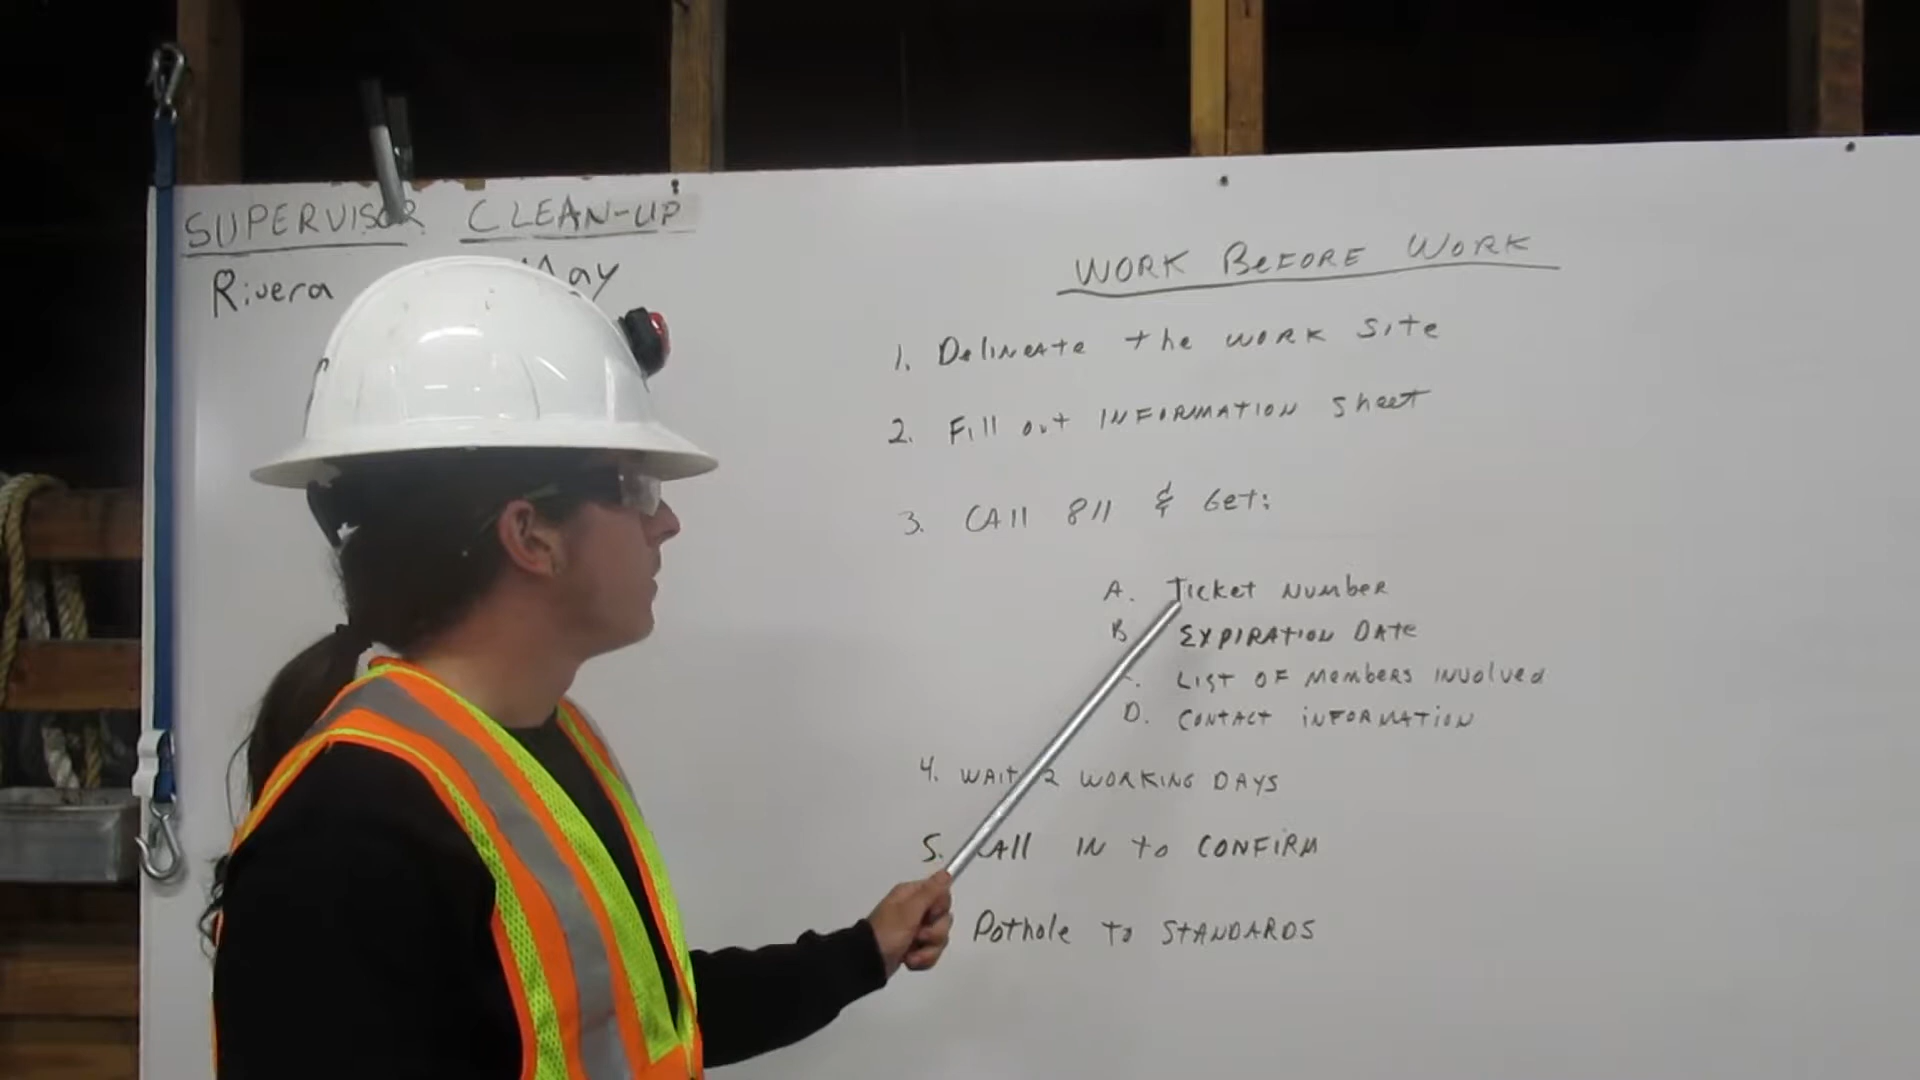 SUPERVISOR CLEAN-UP
Rivera May
WORK BEFORE WORK
1. Delineate the work site
2. Fill out INFORMATION sheet
3. CAll 811 & Get:
A. Ticket Number
B EXPIRATION DATE
C. LIST OF MEMBERS INVOLVED
D. CONTACT INFORMATION
4. WAIT 2 WORKING DAYS
5. CAll IN to CONFIRM
Pothole to STANDARDS